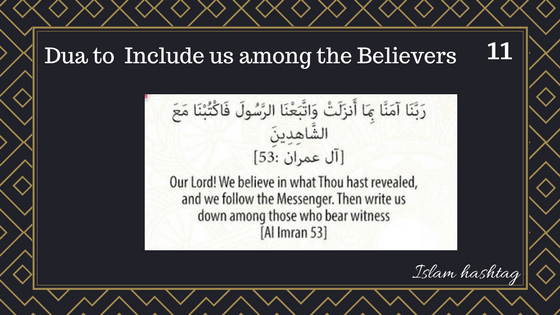 Dua to Include us among the Believers
11
رَبَّنَا آمَنَّا بِمَا أَنزَلَتْ وَاتَّبَعْنَا الرَّسُولَ فَاكْتُبْنَا مَعَ
الشَّاهِدِينَ
[آل عمران :53]
Our Lord! We believe in what Thou hast revealed,
and we follow the Messenger. Then write us
down among those who bear witness
[Al Imran 53]
Islam hashtag